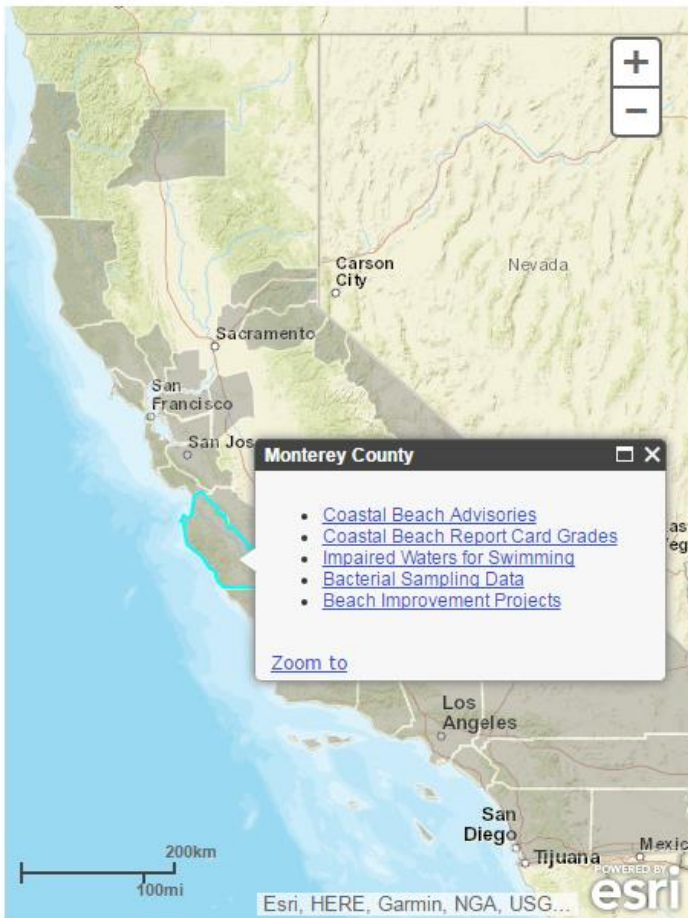 +
−
Carson
City
Nevada
Sacramento
San
Francisco
San Jos
Monterey County
• Coastal Beach Advisories
• Coastal Beach Report Card Grades
• Impaired Waters for Swimming
• Bacterial Sampling Data
• Beach Improvement Projects
Zoom to
as
eg
Los
Angeles
San
Diego
Tijuana
Mexic
200km
100mi
Esri, HERE, Garmin, NGA, USG...
POWERED BY
esri